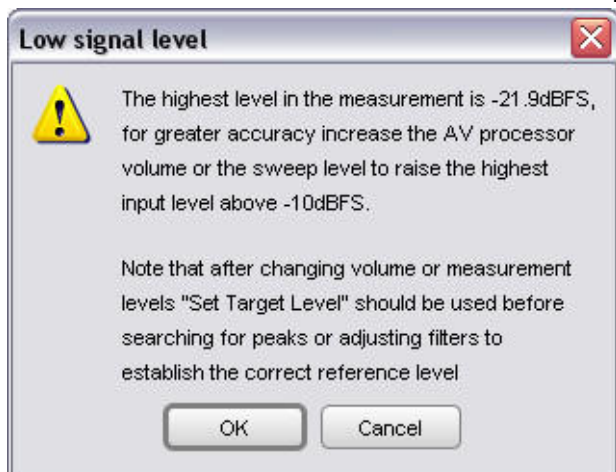 Low signal level
The highest level in the measurement is -21.9dBFS,
for greater accuracy increase the AV processor
volume or the sweep level to raise the highest
input level above -10dBFS.
Note that after changing volume or measurement
levels "Set Target Level" should be used before
searching for peaks or adjusting filters to
establish the correct reference level
OK
Cancel